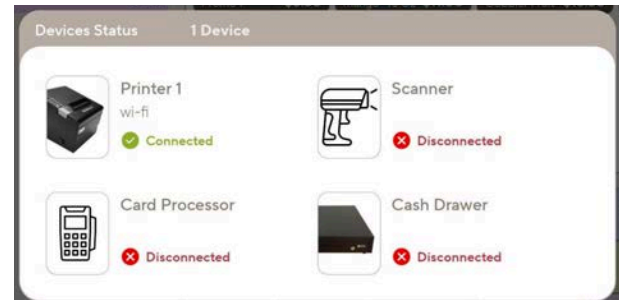 Devices Status 1 Device
Printer 1
wi-fi
Connected
Scanner
Disconnected
Card Processor
Disconnected
Cash Drawer
Disconnected